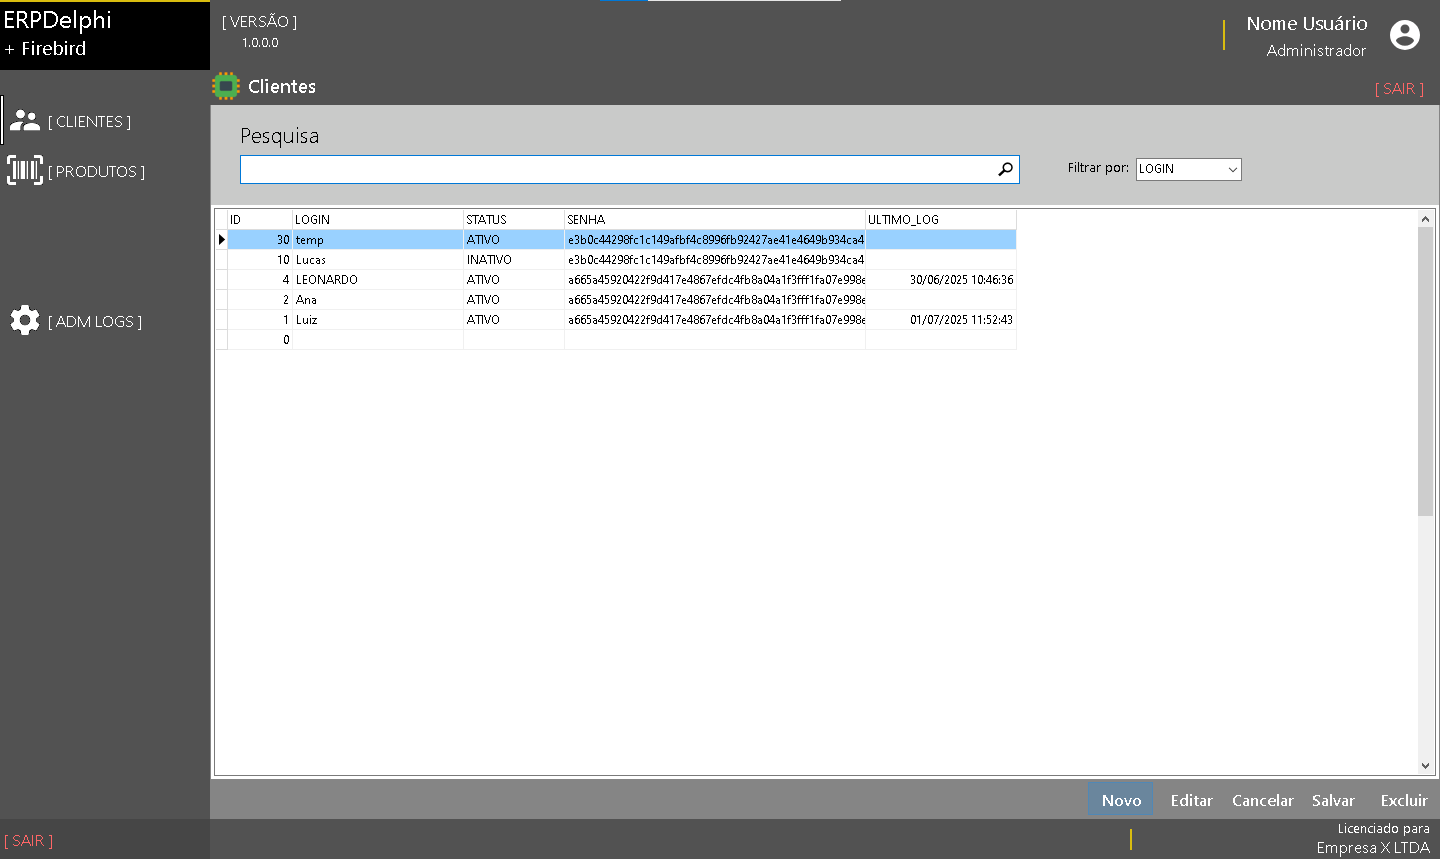 ERPDelphi
+ Firebird
[ VERSÃO ]
1.0.0.0
Nome Usuário
Administrador
Clientes
[ SAIR ]
[ CLIENTES ]
[ PRODUTOS ]
[ ADM LOGS ]
[ SAIR ]
Pesquisa
Filtrar por: LOGIN
ID LOGIN STATUS SENHA ULTIMO_LOG
30 temp ATIVO e3b0c44298fc1c149afbf4c8996fb92427ae41e4649b934ca4
10 Lucas INATIVO e3b0c44298fc1c149afbf4c8996fb92427ae41e4649b934ca4
4 LEONARDO ATIVO a665a45920422f9d417e4867efdc4fb8a04a1f3fff1fa07e998e 30/06/2025 10:46:36
2 Ana ATIVO a665a45920422f9d417e4867efdc4fb8a04a1f3fff1fa07e998e
1 Luiz ATIVO a665a45920422f9d417e4867efdc4fb8a04a1f3fff1fa07e998e 01/07/2025 11:52:43
0
Novo Editar Cancelar Salvar Excluir
Licenciado para
Empresa X LTDA